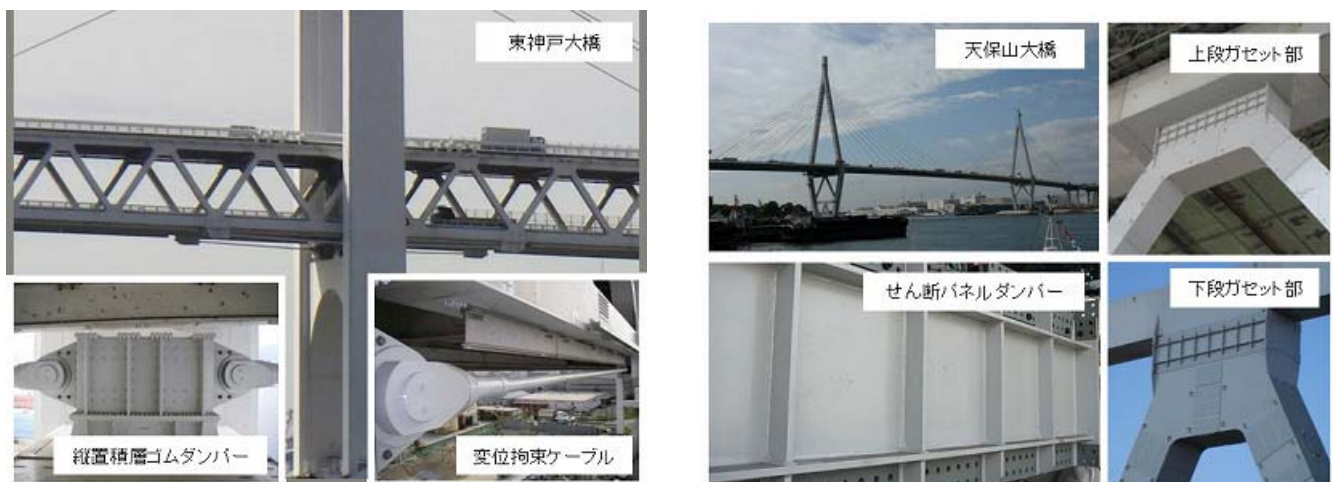 東神戸大橋
縦置積層ゴムダンパー
変位拘束ケーブル
天保山大橋
上段ガセット部
せん断パネルダンパー
下段ガセット部